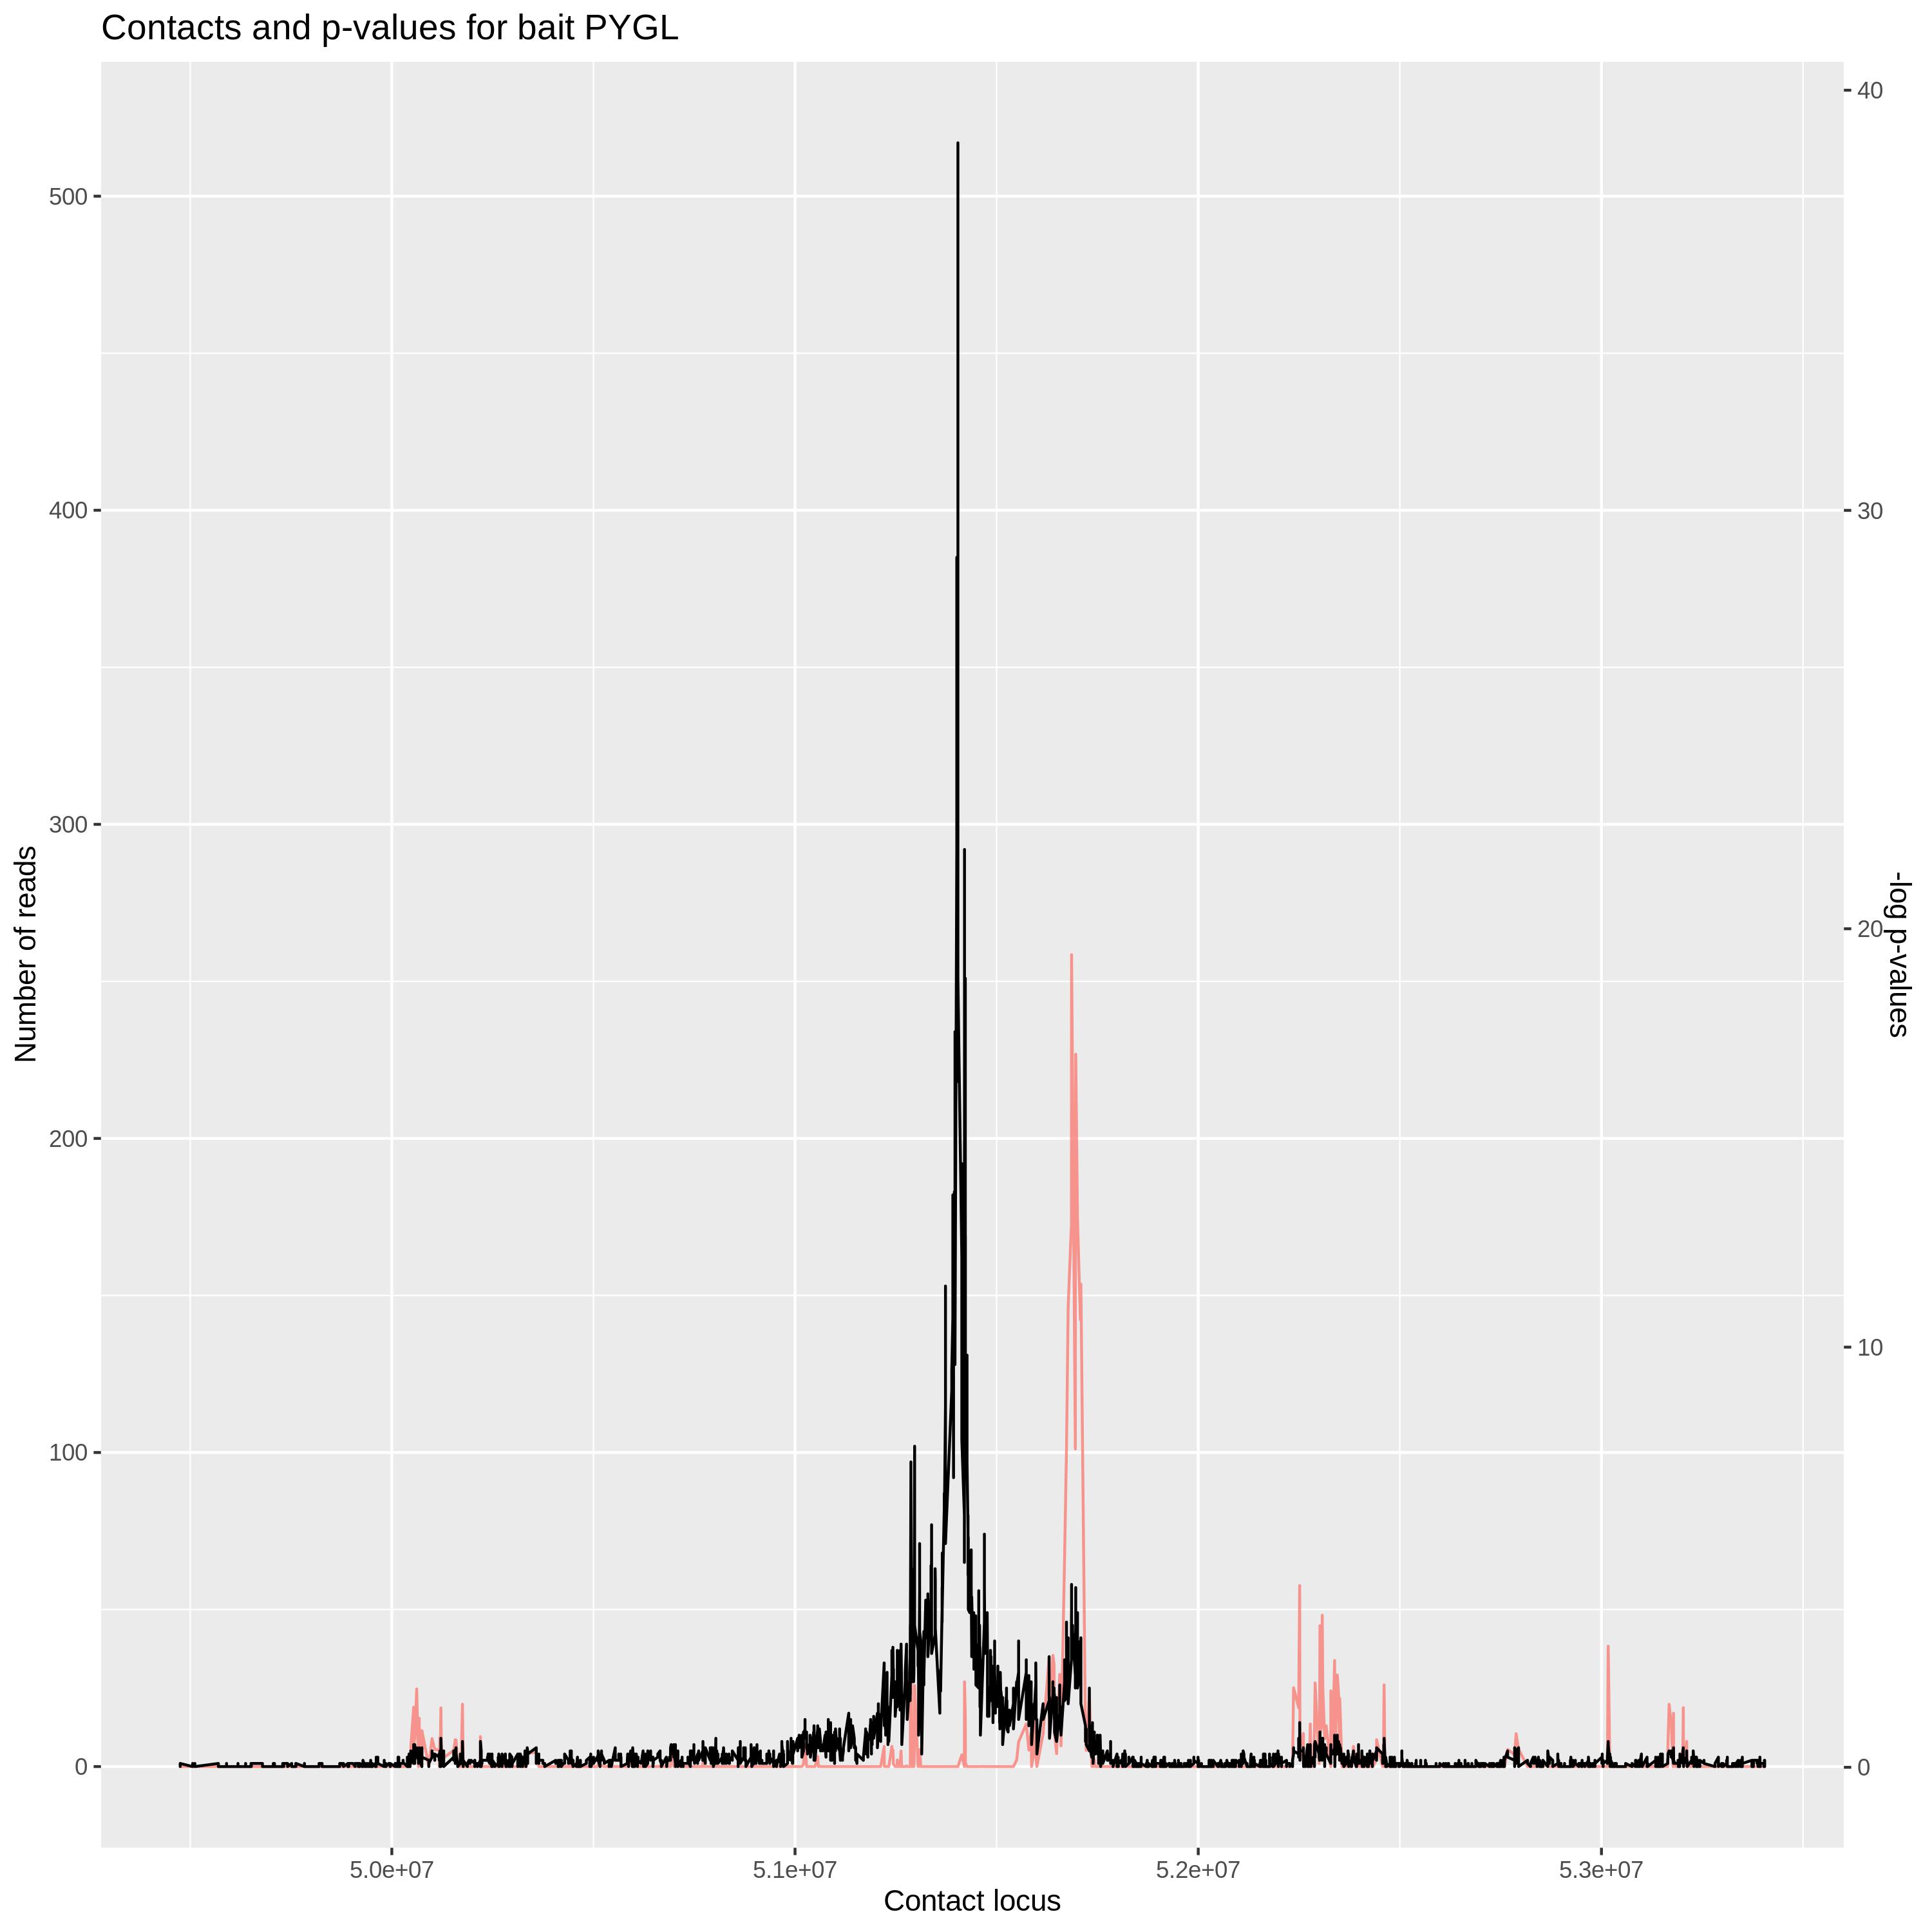 Contacts and p-values for bait PYGL
40
500
400
30
300
20
200
10
100
0
0
Number of reads
-log p-values
5.0e+07
5.1e+07
5.2e+07
5.3e+07
Contact locus